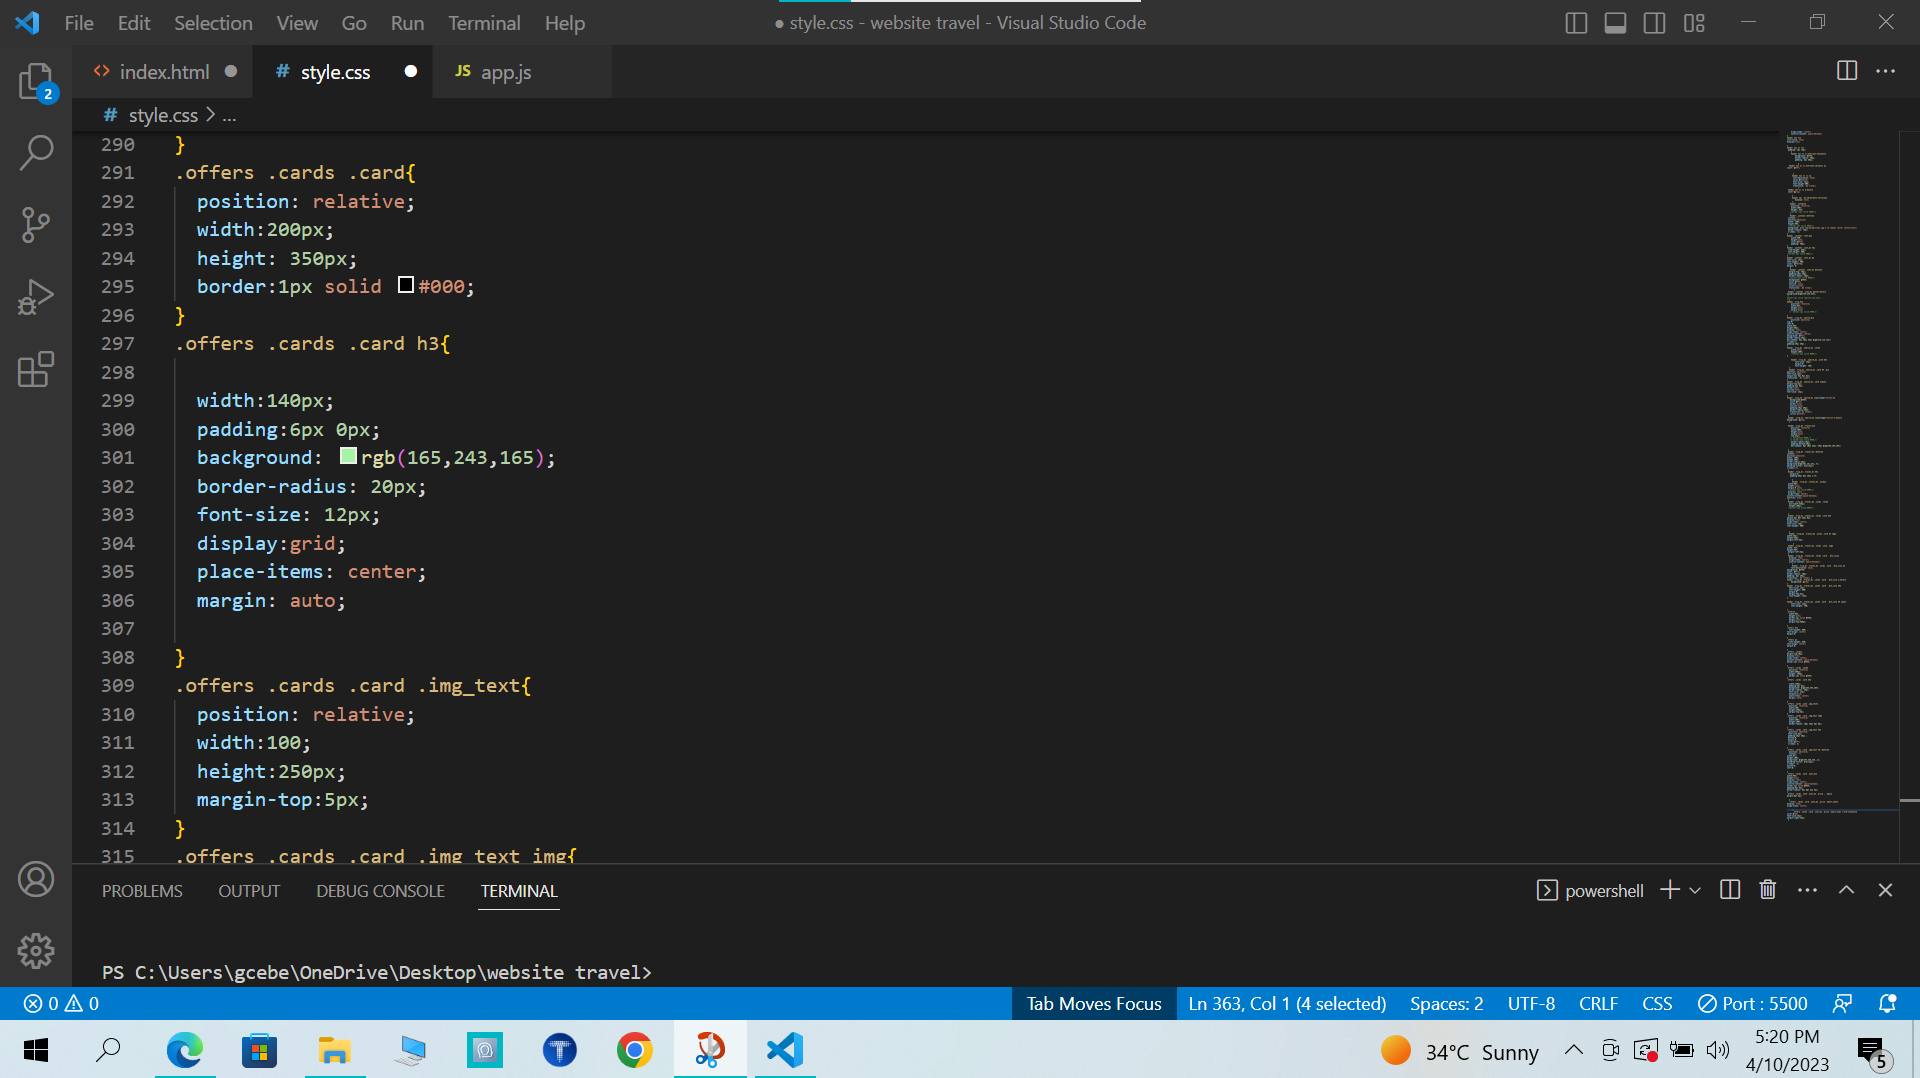 File Edit Selection View Go Run Terminal Help
● style.css - website travel - Visual Studio Code
<> index.html ● # style.css ● JS app.js
# style.css > ...
2
290 }
291 .offers .cards .card{
292 position: relative;
293 width:200px;
294 height: 350px;
295 border:1px solid #000;
296 }
297 .offers .cards .card h3{
298
299 width:140px;
300 padding:6px 0px;
301 background: rgb(165,243,165);
302 border-radius: 20px;
303 font-size: 12px;
304 display:grid;
305 place-items: center;
306 margin: auto;
307
308 }
309 .offers .cards .card .img_text{
310 position: relative;
311 width:100;
312 height:250px;
313 margin-top:5px;
314 }
315 .offers .cards .card .img_text img{
PROBLEMS OUTPUT DEBUG CONSOLE TERMINAL
powershell
PS C:\Users\gcebe\OneDrive\Desktop\website travel>
0 0 Tab Moves Focus Ln 363, Col 1 (4 selected) Spaces: 2 UTF-8 CRLF CSS Port : 5500
34°C Sunny
5:20 PM
4/10/2023
5